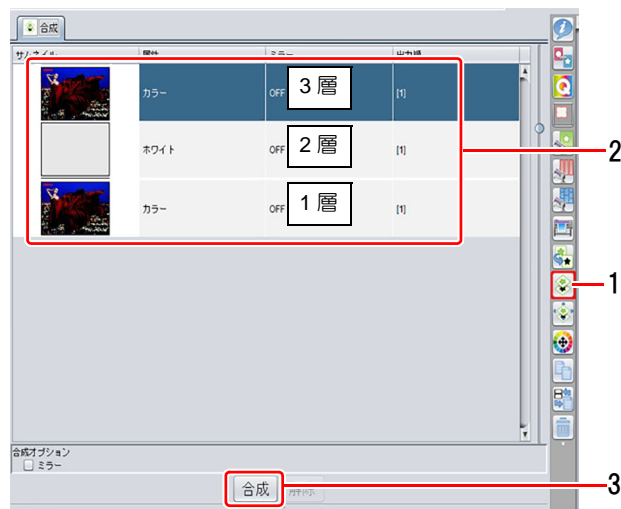 合成
サムネイル 属性 ミラー 出力順
カラー OFF 3層 [1]
ホワイト OFF 2層 [1]
カラー OFF 1層 [1]
2
1
合成オプション
ミラー
合成
3